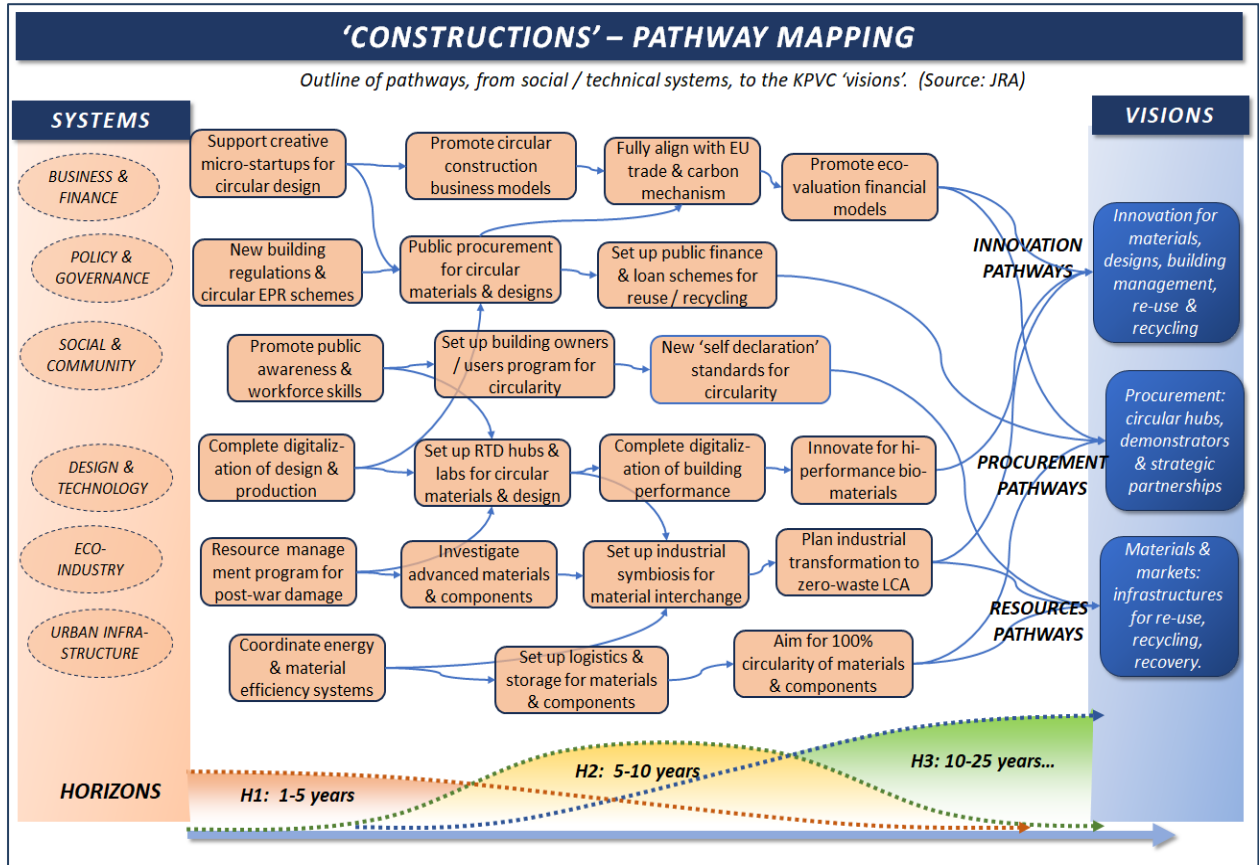 ‘CONSTRUCTIONS’ – PATHWAY MAPPING
Outline of pathways, from social / technical systems, to the KPVC ‘visions’. (Source: JRA)
SYSTEMS
VISIONS
BUSINESS &
FINANCE
Support creative
micro-startups for
circular design
Promote circular
construction
business models
Fully align with EU
trade & carbon
mechanism
Promote eco-
valuation financial
models
POLICY &
GOVERNANCE
New building
regulations &
circular EPR schemes
Public procurement
for circular
materials & designs
Set up public finance
& loan schemes for
reuse / recycling
INNOVATION
PATHWAYS
Innovation for
materials,
designs, building
management,
re-use &
recycling
SOCIAL &
COMMUNITY
Promote public
awareness &
workforce skills
Set up building owners
/ users program for
circularity
New ‘self declaration’
standards for
circularity
DESIGN &
TECHNOLOGY
Complete digitaliz-
ation of design &
production
Set up RTD hubs &
labs for circular
materials & design
Complete digitaliz-
ation of building
performance
Innovate for hi-
performance bio-
materials
PROCUREMENT
PATHWAYS
Procurement:
circular hubs,
demonstrators
& strategic
partnerships
ECO-
INDUSTRY
Resource manage
ment program for
post-war damage
Investigate
advanced materials
& components
Set up industrial
symbiosis for
material interchange
Plan industrial
transformation to
zero-waste LCA
RESOURCES
PATHWAYS
Materials &
markets:
infrastructures
for re-use,
recycling,
recovery.
URBAN INFRA-
STRUCTURE
Coordinate energy
& material
efficiency systems
Set up logistics &
storage for materials
& components
Aim for 100%
circularity of materials
& components
HORIZONS
H1: 1-5 years
H2: 5-10 years
H3: 10-25 years...